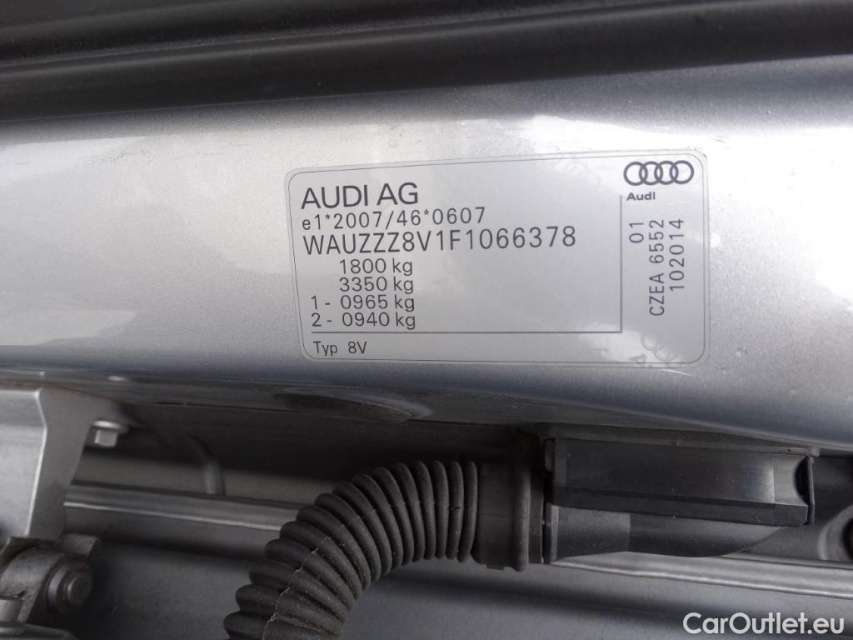 AUDI AG
e1*2007/46*0607
WAUZZZ8V1F1066378
1800 kg
3350 kg
1 - 0965 kg
2 - 0940 kg
Typ 8V
Audi
01
CZEA 6552
102014
CarOutlet.eu